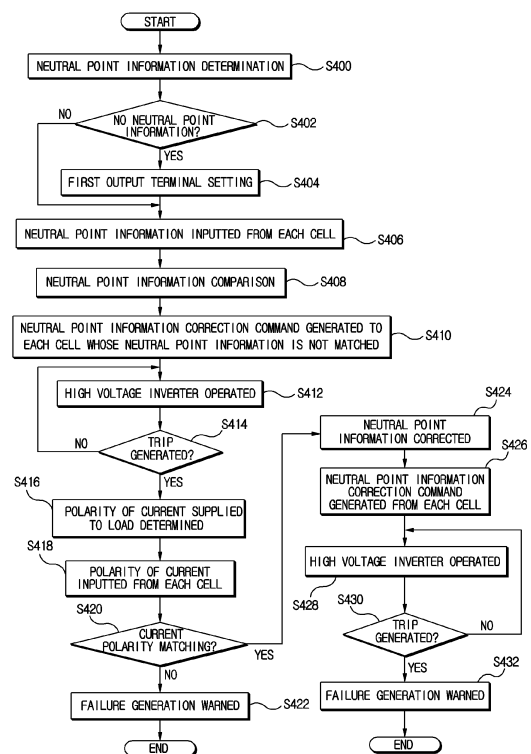 START
NEUTRAL POINT INFORMATION DETERMINATION
S400
NO
NO NEUTRAL POINT
INFORMATION?
S402
YES
FIRST OUTPUT TERMINAL SETTING
S404
NEUTRAL POINT INFORMATION INPUTTED FROM EACH CELL
S406
NEUTRAL POINT INFORMATION COMPARISON
S408
NEUTRAL POINT INFORMATION CORRECTION COMMAND GENERATED TO
EACH CELL WHOSE NEUTRAL POINT INFORMATION IS NOT MATCHED
S410
HIGH VOLTAGE INVERTER OPERATED
S412
TRIP
GENERATED?
S414
NO
YES
S416
POLARITY OF CURRENT SUPPLIED
TO LOAD DETERMINED
S418
POLARITY OF CURRENT
INPUTTED FROM EACH CELL
S420
CURRENT
POLARITY MATCHING?
YES
NO
FAILURE GENERATION WARNED
S422
END
S424
NEUTRAL POINT
INFORMATION CORRECTED
S426
NEUTRAL POINT INFORMATION
CORRECTION COMMAND
GENERATED FROM EACH CELL
HIGH VOLTAGE INVERTER OPERATED
S428
S430
TRIP
GENERATED?
NO
YES
S432
FAILURE GENERATION WARNED
END